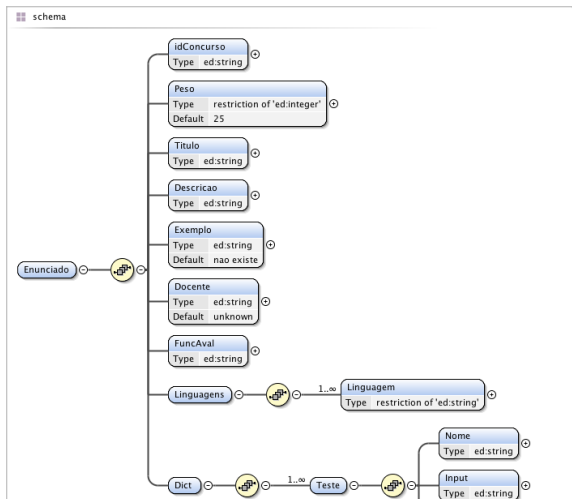 schema
idConcurso
Type ed:string
Peso
Type restriction of 'ed:integer'
Default 25
Titulo
Type ed:string
Descricao
Type ed:string
Exemplo
Type ed:string
Default nao existe
Enunciado
Docente
Type ed:string
Default unknown
FuncAval
Type ed:string
Linguagens
1..∞
Linguagem
Type restriction of 'ed:string'
Nome
Type ed:string
Dict
1..∞
Teste
Input
Type ed:string